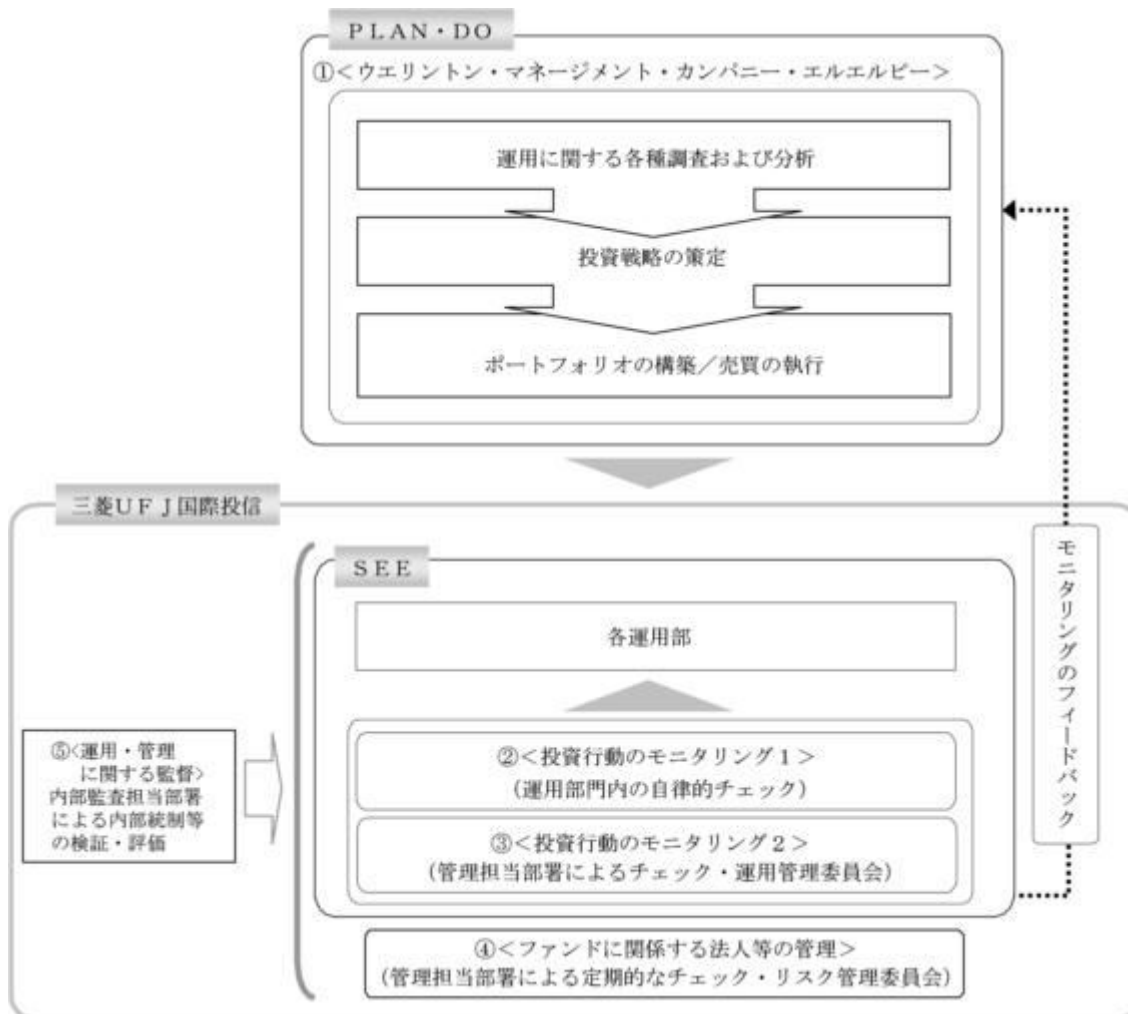 PLAN・DO
①＜ウエリントン・マネージメント・カンパニー・エルエルピー＞
運用に関する各種調査および分析
投資戦略の策定
ポートフォリオの構築／売買の執行
三菱ＵＦＪ国際投信
SEE
各運用部
②＜投資行動のモニタリング１＞
（運用部門内の自律的チェック）
③＜投資行動のモニタリング２＞
（管理担当部署によるチェック・運用管理委員会）
④＜ファンドに関係する法人等の管理＞
（管理担当部署による定期的なチェック・リスク管理委員会）
⑤＜運用・管理
に関する監督＞
内部監査担当部署
による内部統制等
の検証・評価
モニタリングのフィードバック